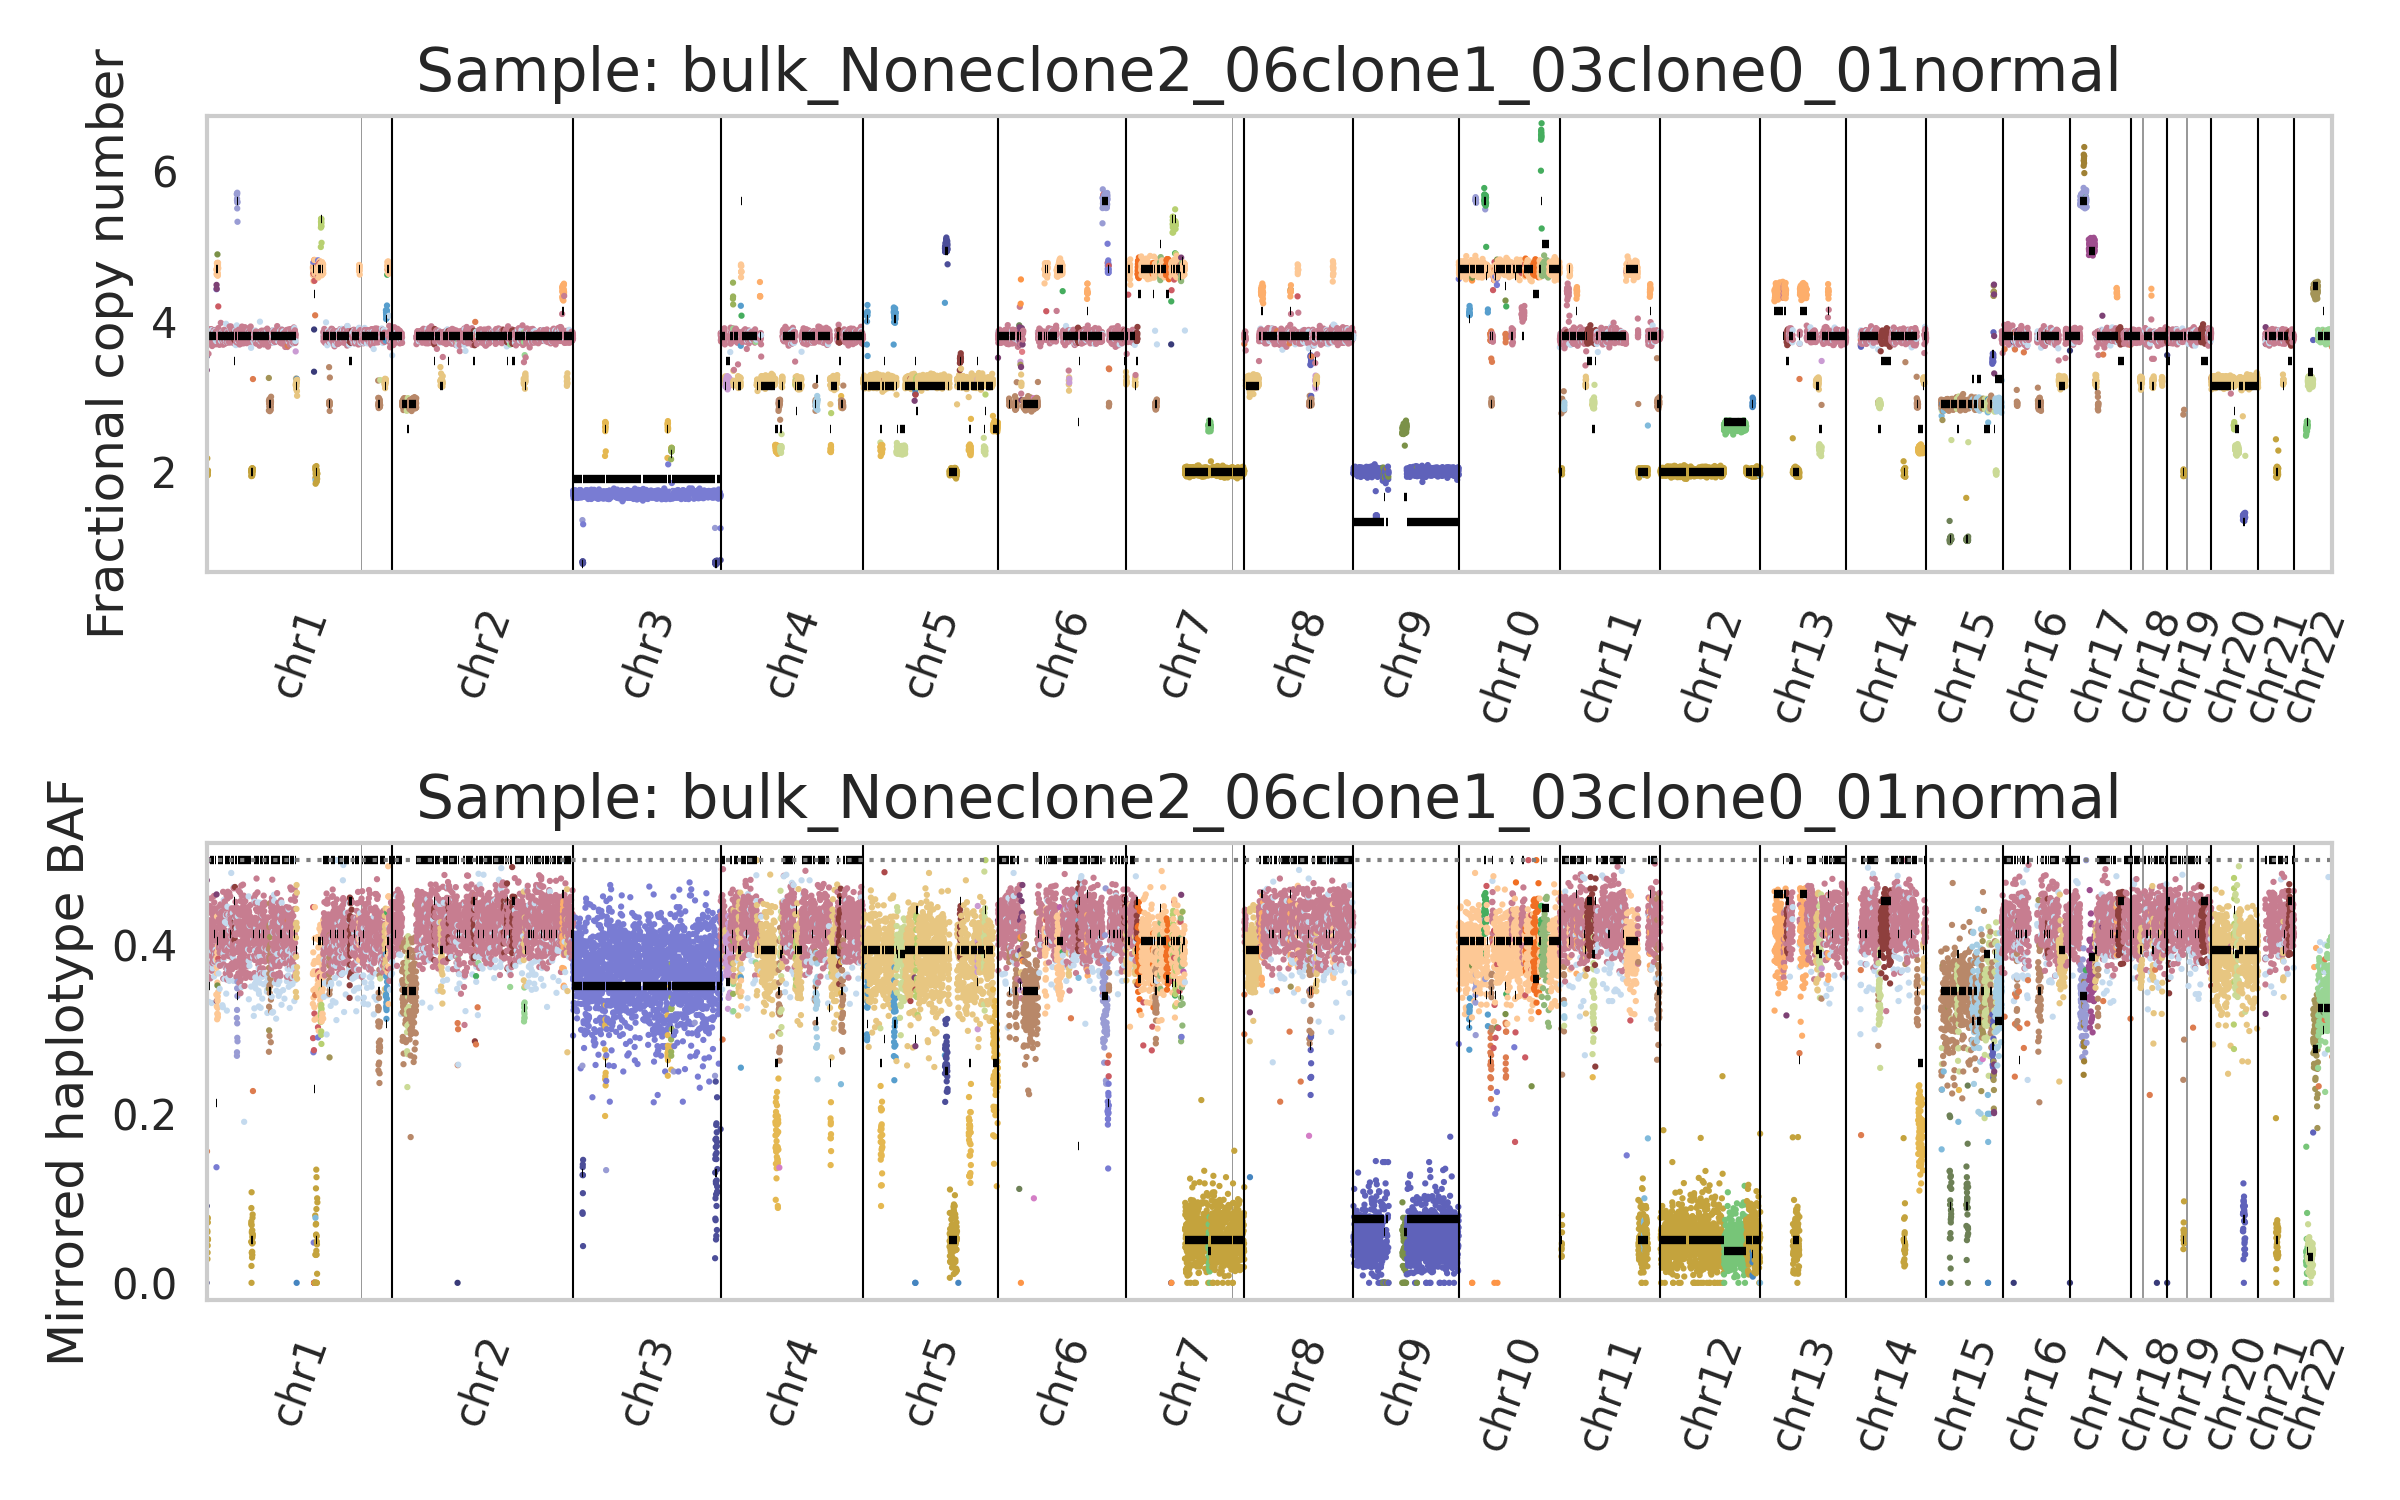 Sample: bulk_Noneclone2_06clone1_03clone0_01normal
Fractional copy number
6
4
2
chr1 chr2 chr3 chr4 chr5 chr6 chr7 chr8 chr9 chr10 chr11 chr12 chr13 chr14 chr15 chr16 chr17 chr18 chr19 chr20 chr21 chr22
Sample: bulk_Noneclone2_06clone1_03clone0_01normal
Mirrored haplotype BAF
0.4
0.2
0.0
chr1 chr2 chr3 chr4 chr5 chr6 chr7 chr8 chr9 chr10 chr11 chr12 chr13 chr14 chr15 chr16 chr17 chr18 chr19 chr20 chr21 chr22